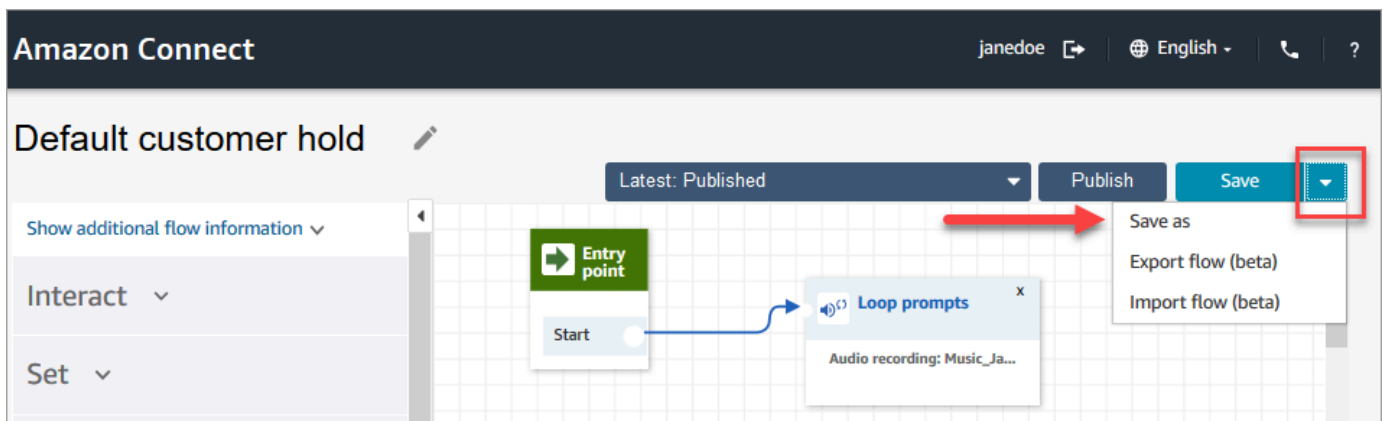 Amazon Connect
janedoe
English
?
Default customer hold
Latest: Published
Publish
Save
Save as
Export flow (beta)
Import flow (beta)
Show additional flow information
Interact
Set
Entry
point
Start
x
Loop prompts
Audio recording: Music_Ja...